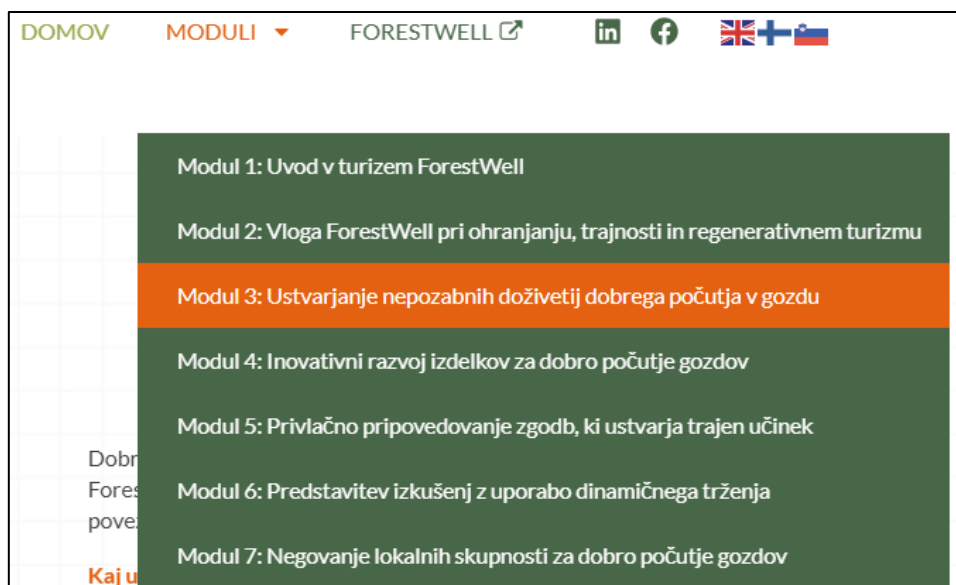 DOMOV MODULI FORESTWELL in
Modul 1: Uvod v turizem ForestWell
Modul 2: Vloga ForestWell pri ohranjanju, trajnosti in regenerativnem turizmu
Modul 3: Ustvarjanje nepozabnih doživetij dobrega počutja v gozdu
Modul 4: Inovativni razvoj izdelkov za dobro počutje gozdov
Modul 5: Privlačno pripovedovanje zgodb, ki ustvarja trajen učinek
Dobr
Modul 6: Predstavitev izkušenj z uporabo dinamičnega trženja
Fores
pove
Modul 7: Negovanje lokalnih skupnosti za dobro počutje gozdov
Kaj u